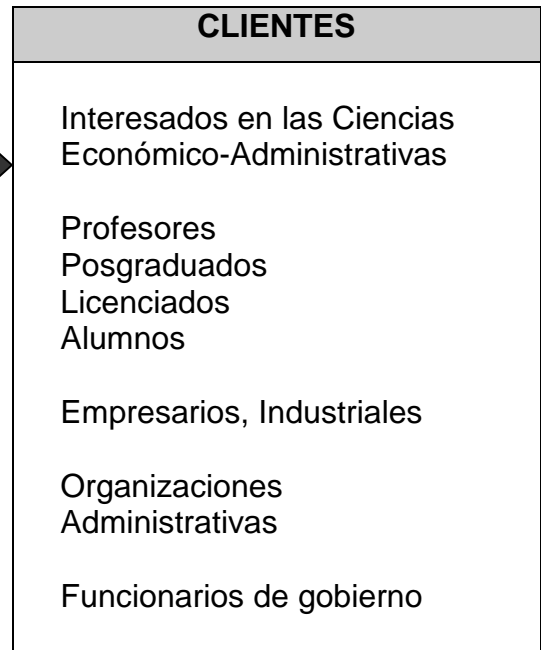 CLIENTES
Interesados en las Ciencias
Económico-Administrativas
Profesores
Posgraduados
Licenciados
Alumnos
Empresarios, Industriales
Organizaciones
Administrativas
Funcionarios de gobierno